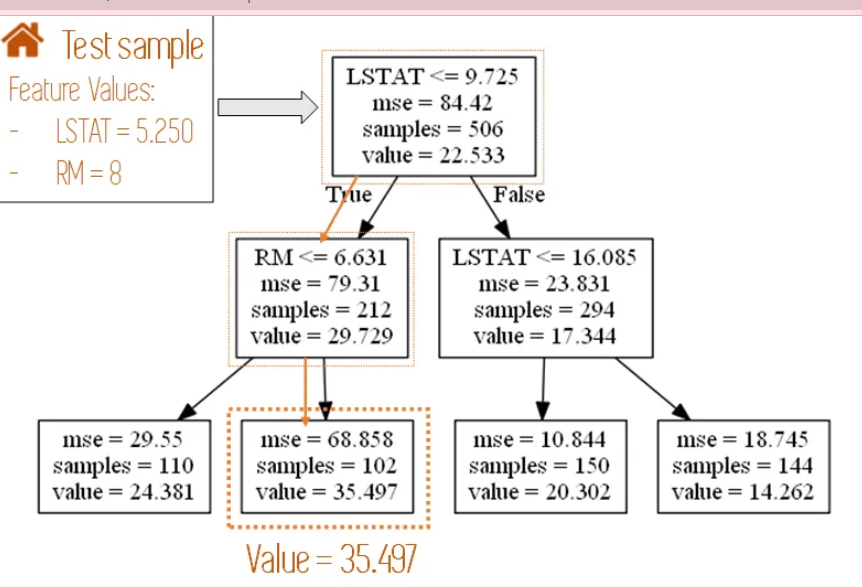 Test sample
Feature Values:
- LSTAT = 5.250
- RM = 8
LSTAT <= 9.725
mse = 84.42
samples = 506
value = 22.533
True
False
RM <= 6.631
mse = 79.31
samples = 212
value = 29.729
LSTAT <= 16.085
mse = 23.831
samples = 294
value = 17.344
mse = 29.55
samples = 110
value = 24.381
mse = 68.858
samples = 102
value = 35.497
mse = 10.844
samples = 150
value = 20.302
mse = 18.745
samples = 144
value = 14.262
Value = 35.497